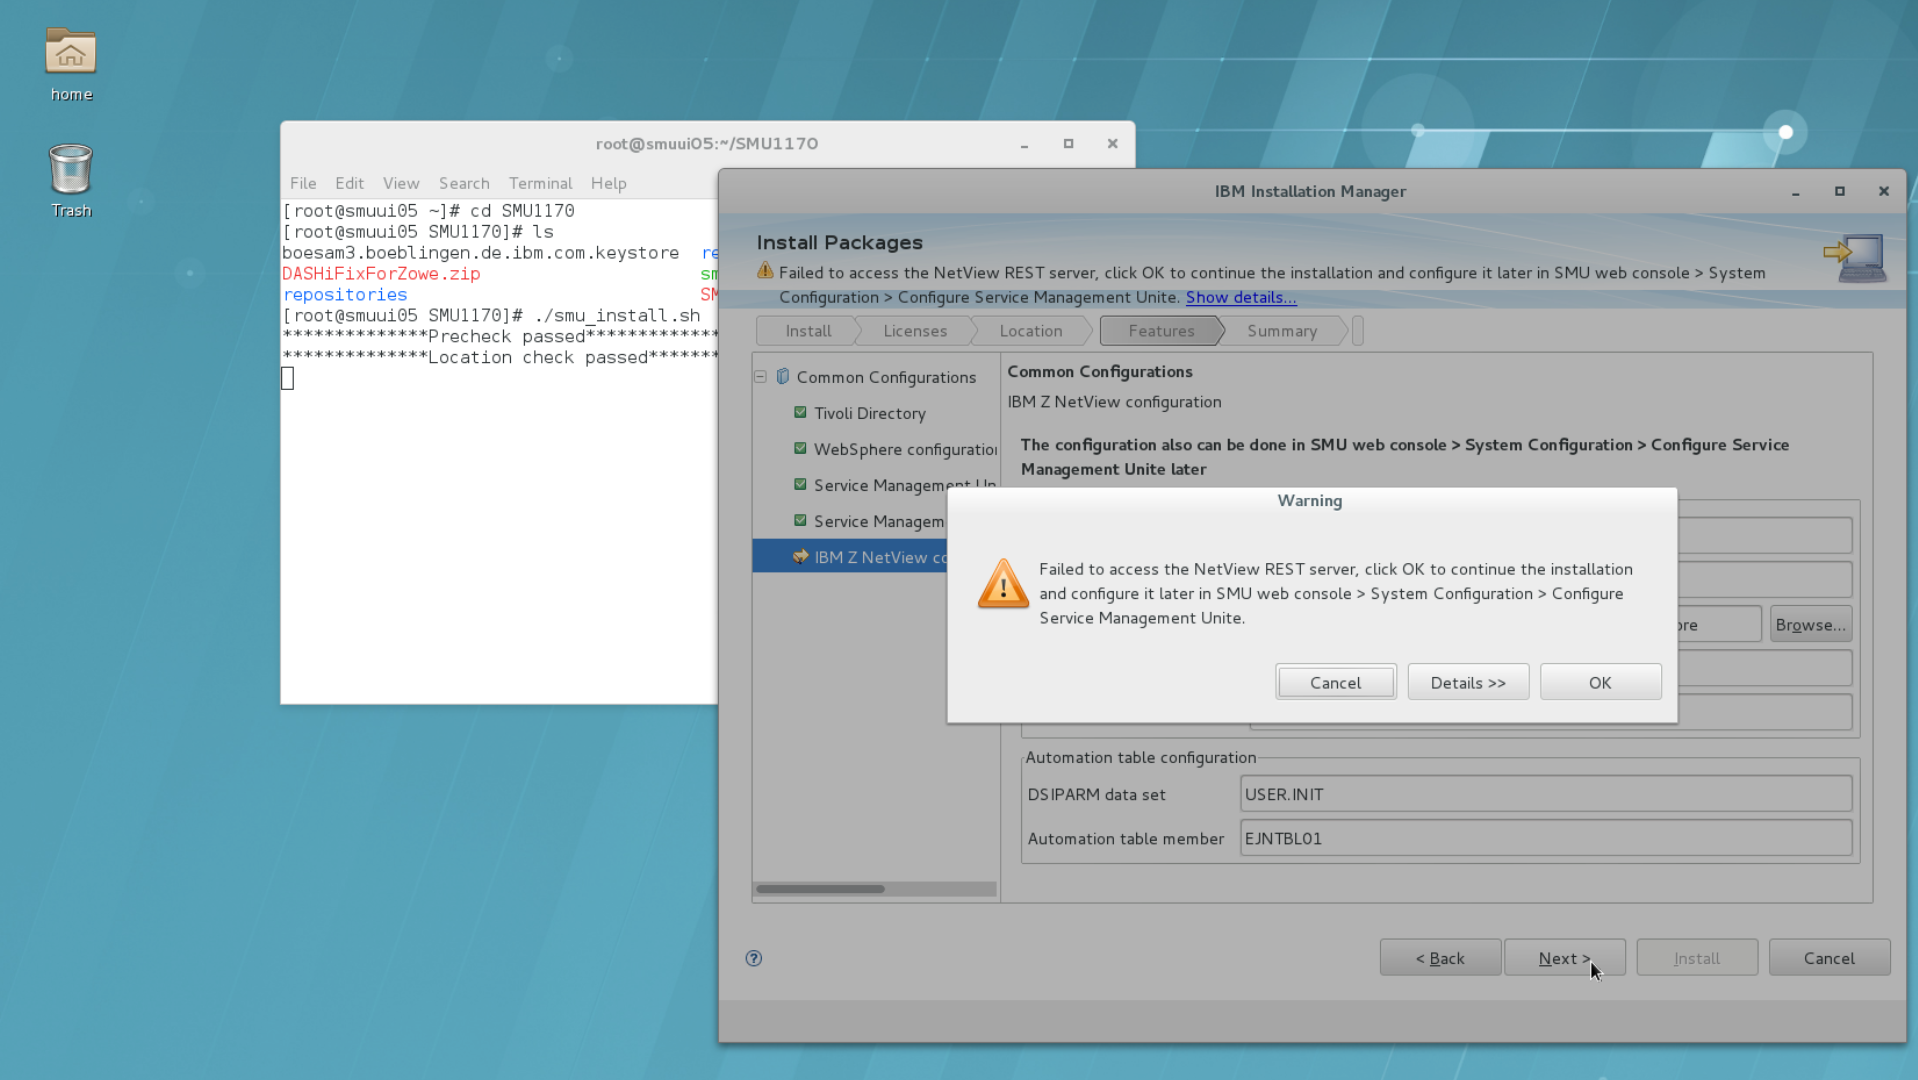 home
Trash
root@smuui05:~/SMU1170
File Edit View Search Terminal Help
[root@smuui05 ~]# cd SMU1170
[root@smuui05 SMU1170]# ls
boesam3.boeblingen.de.ibm.com.keystore re
DASHiFixForZowe.zip sm
repositories SM
[root@smuui05 SMU1170]# ./smu_install.sh
**************Precheck passed*************
**************Location check passed*******
IBM Installation Manager
Install Packages
Failed to access the NetView REST server, click OK to continue the installation and configure it later in SMU web console > System
Configuration > Configure Service Management Unite. Show details...
Install Licenses Location Features Summary
Common Configurations
Tivoli Directory
WebSphere configuration
Service Management Un
Service Managem
IBM Z NetView co
Common Configurations
IBM Z NetView configuration
The configuration also can be done in SMU web console > System Configuration > Configure Service
Management Unite later
ore Browse...
Warning
Failed to access the NetView REST server, click OK to continue the installation
and configure it later in SMU web console > System Configuration > Configure
Service Management Unite.
Cancel Details >> OK
Automation table configuration
DSIPARM data set USER.INIT
Automation table member EJNTBL01
< Back Next > Install Cancel